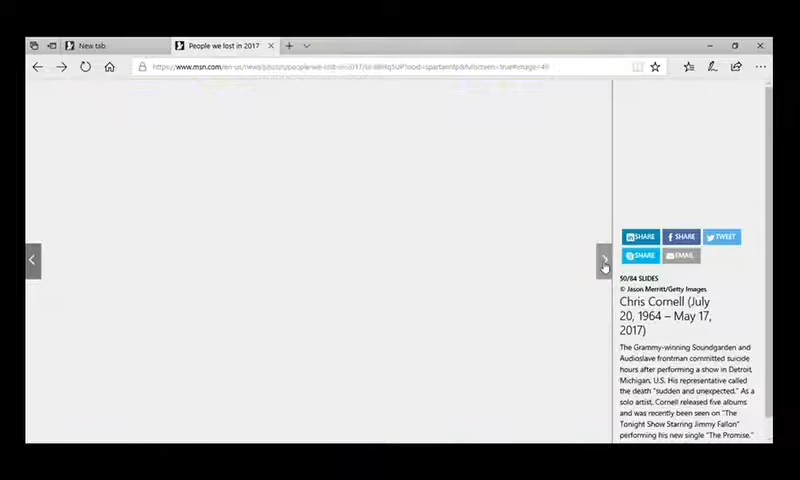 New tab
People we lost in 2017
SHARE
SHARE
TWEET
SHARE
EMAIL
50/84 SLIDES
© Jason Merritt/Getty Images
Chris Cornell (July
20, 1964 – May 17,
2017)
The Grammy-winning Soundgarden and
Audioslave frontman committed suicide
hours after performing a show in Detroit,
Michigan, U.S. His representative called
the death "sudden and unexpected." As a
solo artist, Cornell released five albums
and was recently been seen on "The
Tonight Show Starring Jimmy Fallon"
performing his new single "The Promise."